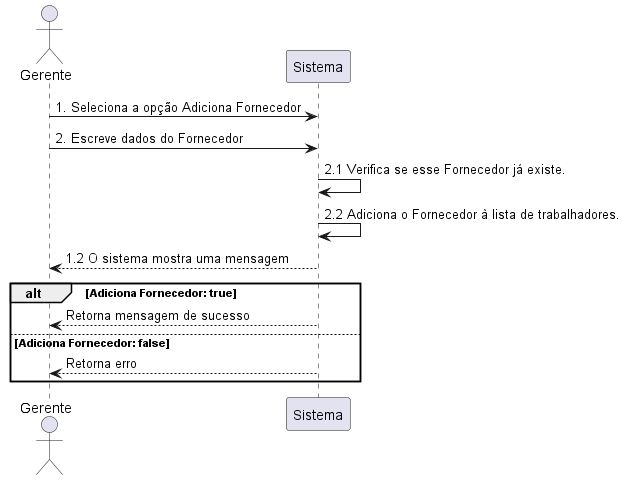 Gerente
Sistema
1. Seleciona a opção Adiciona Fornecedor
2. Escreve dados do Fornecedor
2.1 Verifica se esse Fornecedor já existe.
2.2 Adiciona o Fornecedor à lista de trabalhadores.
1.2 O sistema mostra uma mensagem
alt [Adiciona Fornecedor: true]
Retorna mensagem de sucesso
[Adiciona Fornecedor: false]
Retorna erro
Gerente
Sistema